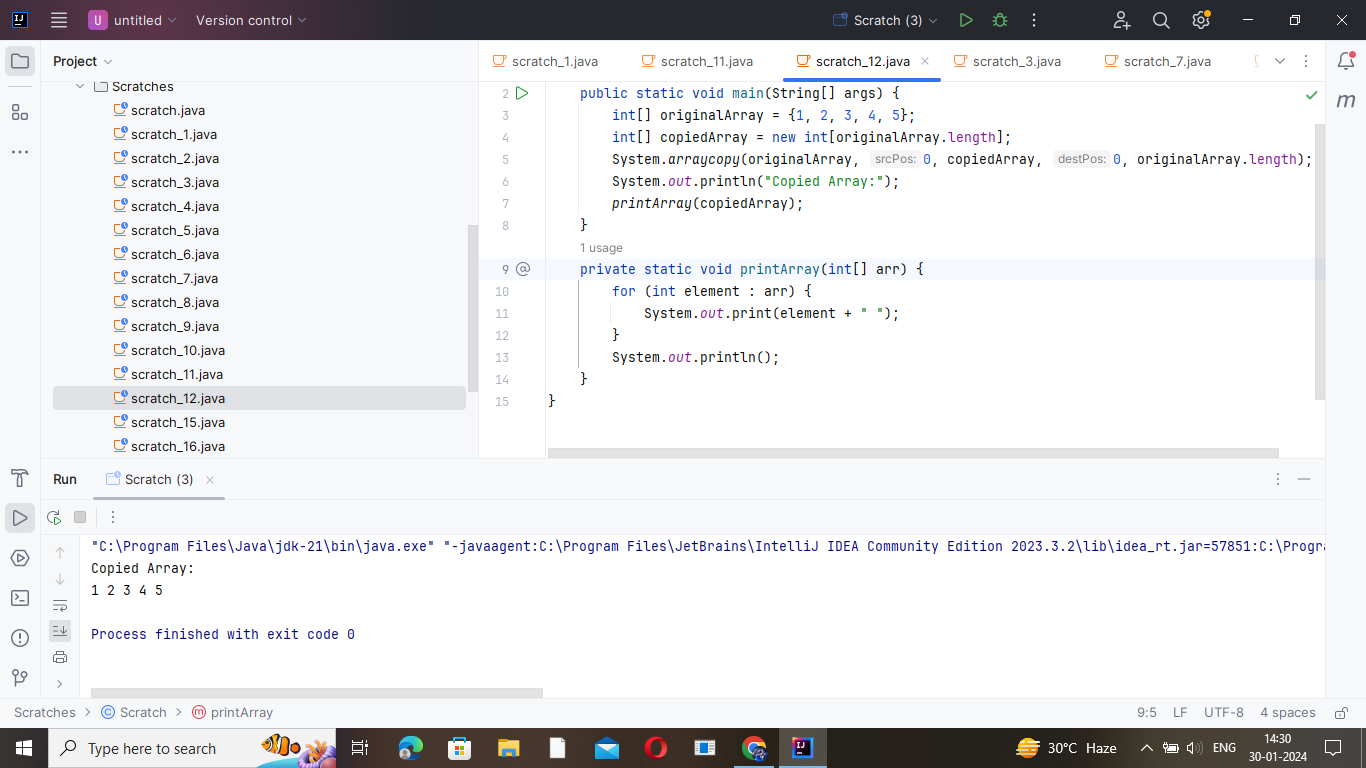 U untitled Version control Scratch (3)
Project
scratch_1.java scratch_11.java scratch_12.java scratch_3.java scratch_7.java
Scratches
scratch.java
scratch_1.java
scratch_2.java
scratch_3.java
scratch_4.java
scratch_5.java
scratch_6.java
scratch_7.java
scratch_8.java
scratch_9.java
scratch_10.java
scratch_11.java
scratch_12.java
scratch_15.java
scratch_16.java
2 public static void main(String[] args) {
3 int[] originalArray = {1, 2, 3, 4, 5};
4 int[] copiedArray = new int[originalArray.length];
5 System.arraycopy(originalArray, srcPos: 0, copiedArray, destPos: 0, originalArray.length);
6 System.out.println("Copied Array:");
7 printArray(copiedArray);
8 }
1 usage
9 private static void printArray(int[] arr) {
10 for (int element : arr) {
11 System.out.print(element + " ");
12 }
13 System.out.println();
14 }
15 }
m
Run Scratch (3)
"C:\Program Files\Java\jdk-21\bin\java.exe" "-javaagent:C:\Program Files\JetBrains\IntelliJ IDEA Community Edition 2023.3.2\lib\idea_rt.jar=57851:C:\Progra
Copied Array:
1 2 3 4 5
Process finished with exit code 0
Scratches > Scratch > printArray 9:5 LF UTF-8 4 spaces
Type here to search 30°C Haze ENG 14:30
30-01-2024